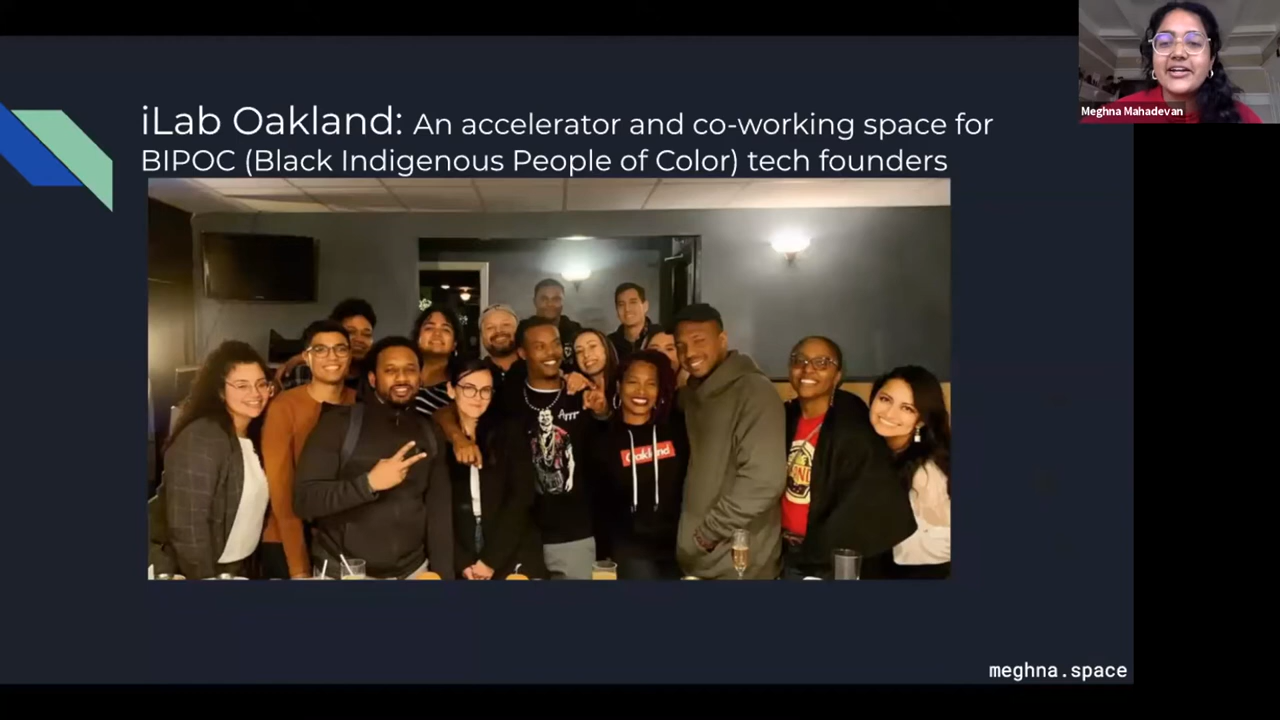 iLab Oakland: An accelerator and co-working space for
BIPOC (Black Indigenous People of Color) tech founders
Meghna Mahadevan
Oakland
meghna.space